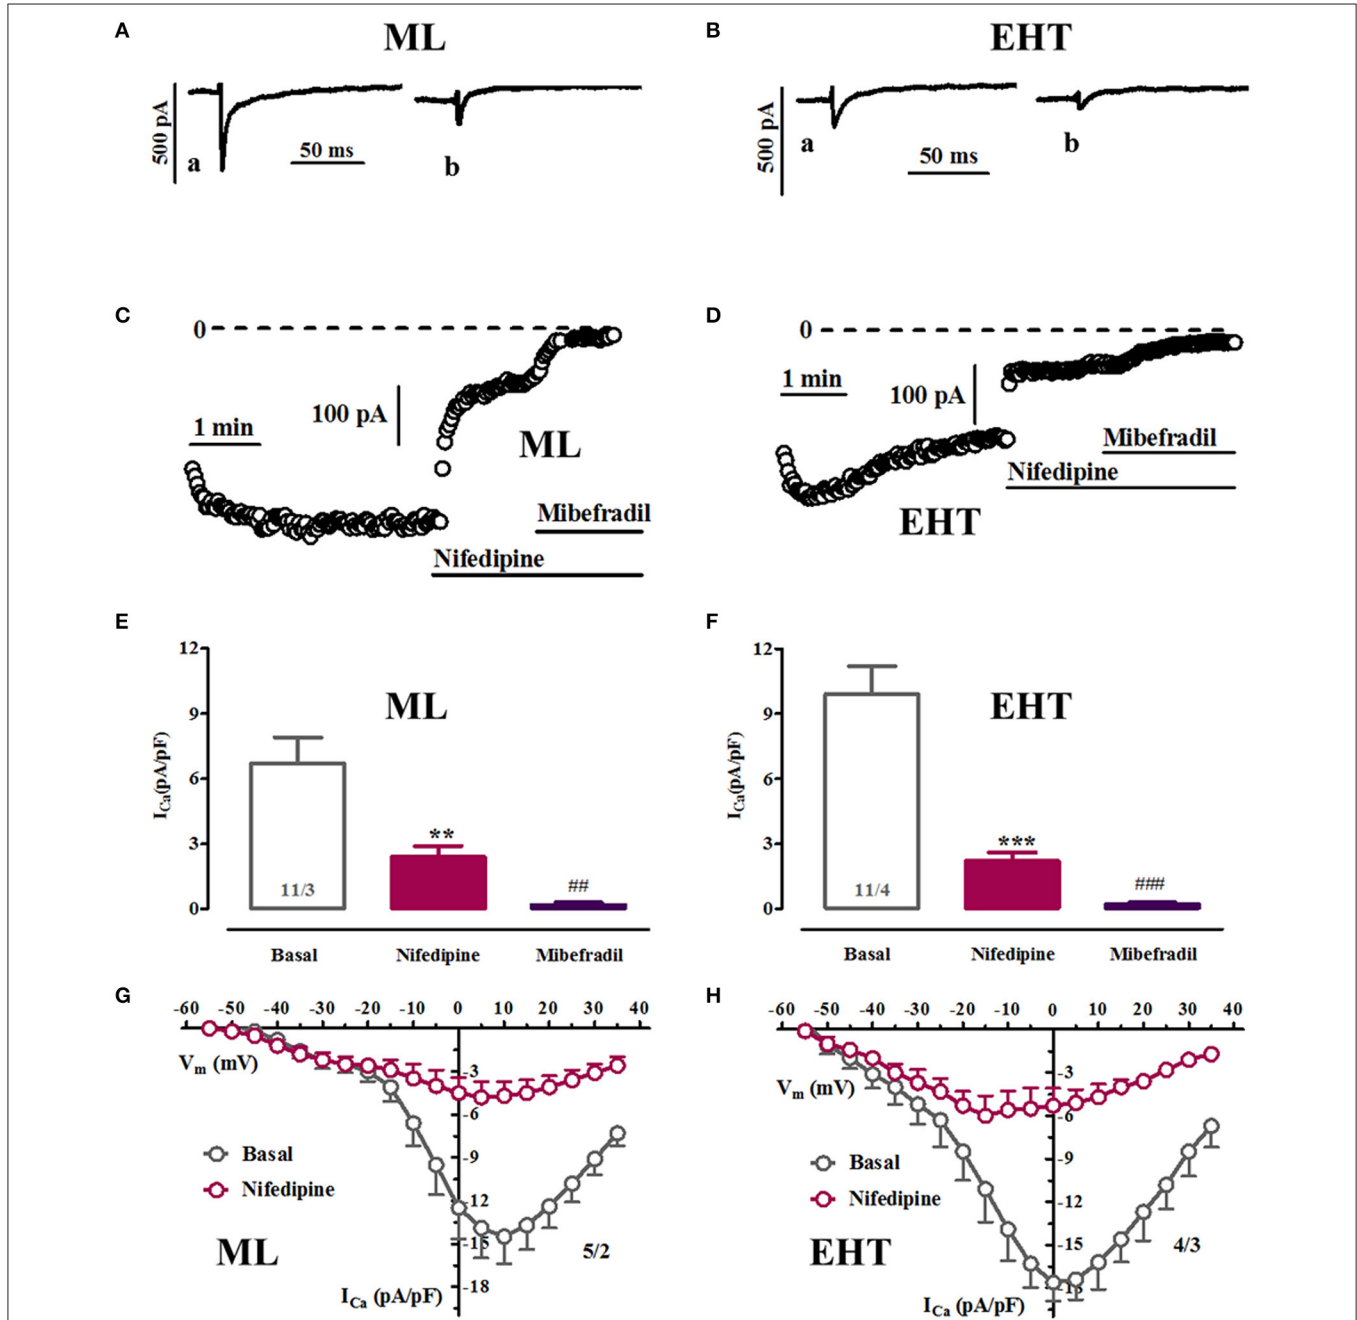 A
ML
B
EHT
500 pA
a
50 ms
b
500 pA
a
50 ms
b
C
0
1 min
100 pA
ML
Mibefradil
Nifedipine
D
0
1 min
100 pA
Mibefradil
Nifedipine
EHT
E
12
9
6
3
0
ICa(pA/pF)
ML
11/3
**
##
Basal
Nifedipine
Mibefradil
F
12
9
6
3
0
ICa(pA/pF)
EHT
11/4
***
###
Basal
Nifedipine
Mibefradil
G
-60 -50 -40 -30 -20 -10 0 10 20 30 40
Vm (mV)
-3
-6
-9
-12
-15
-18
Basal
Nifedipine
ML
5/2
ICa (pA/pF)
H
-60 -50 -40 -30 -20 -10 0 10 20 30 40
Vm (mV)
-3
-6
-9
-12
-15
-18
Basal
Nifedipine
EHT
4/3
ICa (pA/pF)